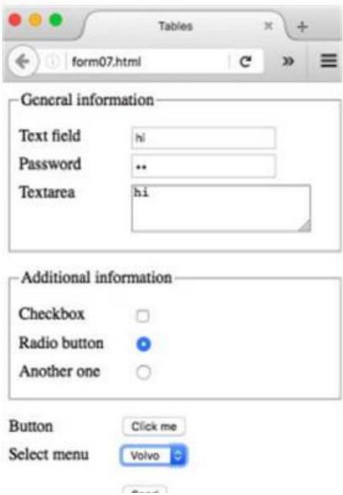 Tables
form07.html
General information
Text field hi
Password
Textarea hi
Additional information
Checkbox
Radio button
Another one
Button Click me
Select menu Volvo
Send